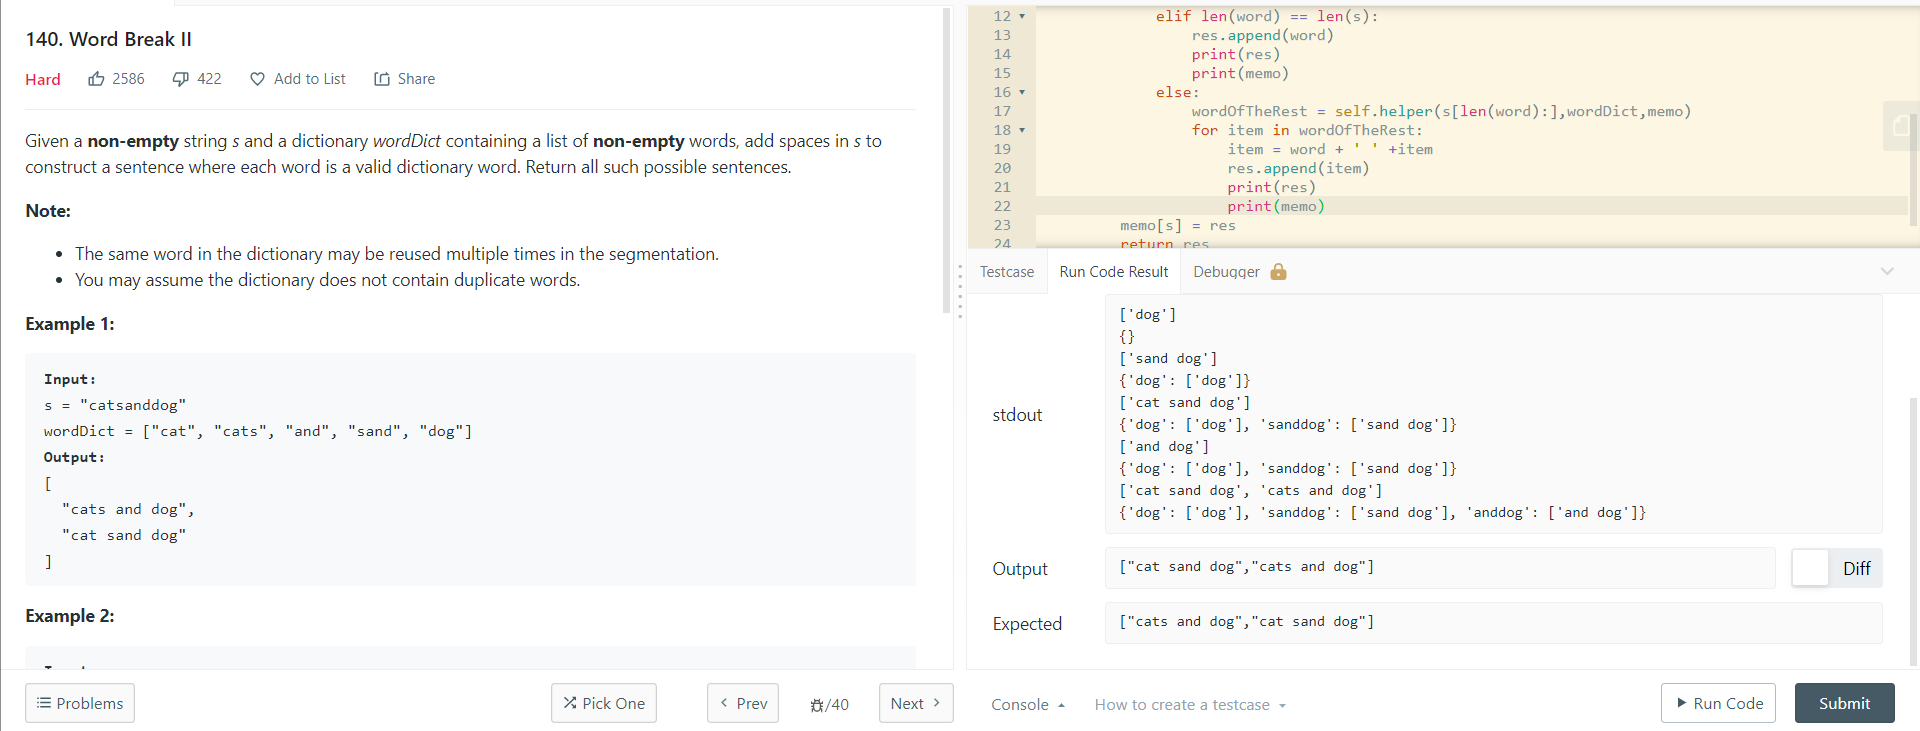 140. Word Break II
Hard 2586 422 Add to List Share
Given a non-empty string s and a dictionary wordDict containing a list of non-empty words, add spaces in s to
construct a sentence where each word is a valid dictionary word. Return all such possible sentences.
Note:
• The same word in the dictionary may be reused multiple times in the segmentation.
• You may assume the dictionary does not contain duplicate words.
Example 1:
Input:
s = "catsanddog"
wordDict = ["cat", "cats", "and", "sand", "dog"]
Output:
[
"cats and dog",
"cat sand dog"
]
Example 2:
Problems
Pick One
Prev
/40
Next
12 elif len(word) == len(s):
13 res.append(word)
14 print(res)
15 print(memo)
16 else:
17 wordOfTheRest = self.helper(s[len(word):],wordDict,memo)
18 for item in wordOfTheRest:
19 item = word + ' ' +item
20 res.append(item)
21 print(res)
22 print(memo)
23 memo[s] = res
24 return res
Testcase Run Code Result Debugger
stdout
['dog']
{}
['sand dog']
{'dog': ['dog']}
['cat sand dog']
{'dog': ['dog'], 'sanddog': ['sand dog']}
['and dog']
{'dog': ['dog'], 'sanddog': ['sand dog']}
['cat sand dog', 'cats and dog']
{'dog': ['dog'], 'sanddog': ['sand dog'], 'anddog': ['and dog']}
Output ["cat sand dog","cats and dog"] Diff
Expected ["cats and dog","cat sand dog"]
Console How to create a testcase Run Code Submit